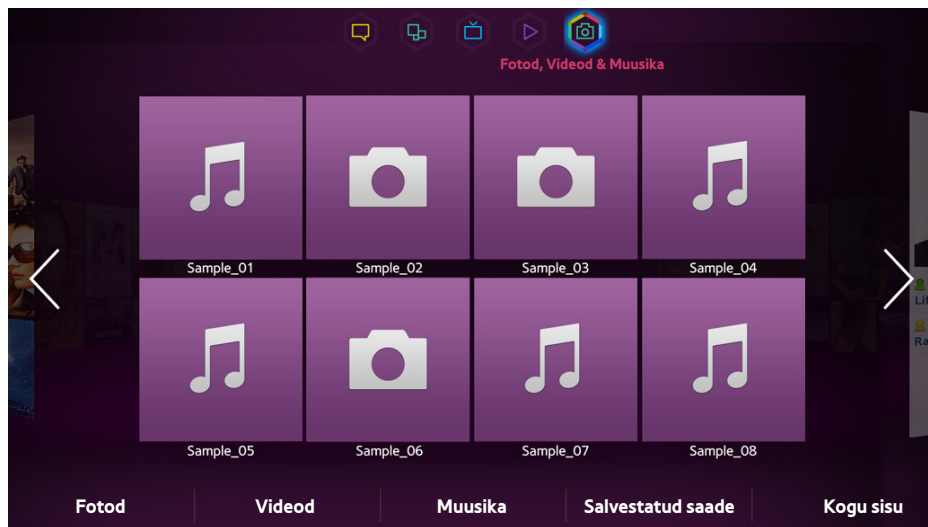 Fotod, Videod & Muusika
Sample_01 Sample_02 Sample_03 Sample_04
Sample_05 Sample_06 Sample_07 Sample_08
Fotod Videod Muusika Salvestatud saade Kogu sisu